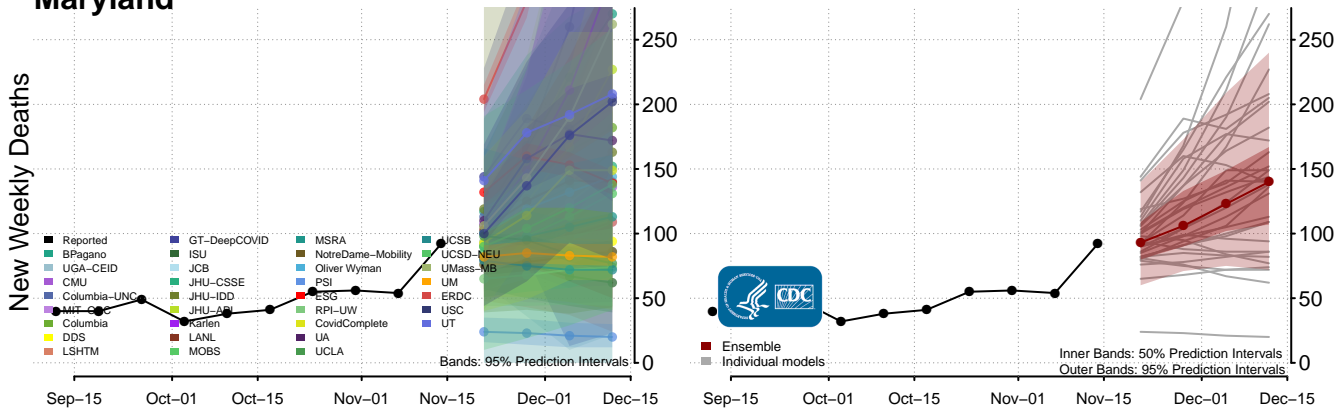 Maryland
New Weekly Deaths
250
200
150
100
50
0
Reported
BPagano
UGA−CEID
CMU
Columbia−UNC
MIT−ORC
Columbia
DDS
LSHTM
GT−DeepCOVID
ISU
JCB
JHU−CSSE
JHU−IDD
JHU−APL
Karlen
LANL
MOBS
MSRA
NotreDame−Mobility
Oliver Wyman
PSI
ESG
RPI−UW
CovidComplete
UA
UCLA
UCSB
UCSD−NEU
UMass−MB
UM
ERDC
USC
UT
Bands: 95% Prediction Intervals
Sep−15 Oct−01 Oct−15 Nov−01 Nov−15 Dec−01 Dec−15
250
200
150
100
50
0
CDC
Ensemble
Individual models
Inner Bands: 50% Prediction Intervals
Outer Bands: 95% Prediction Intervals
Sep−15 Oct−01 Oct−15 Nov−01 Nov−15 Dec−01 Dec−15